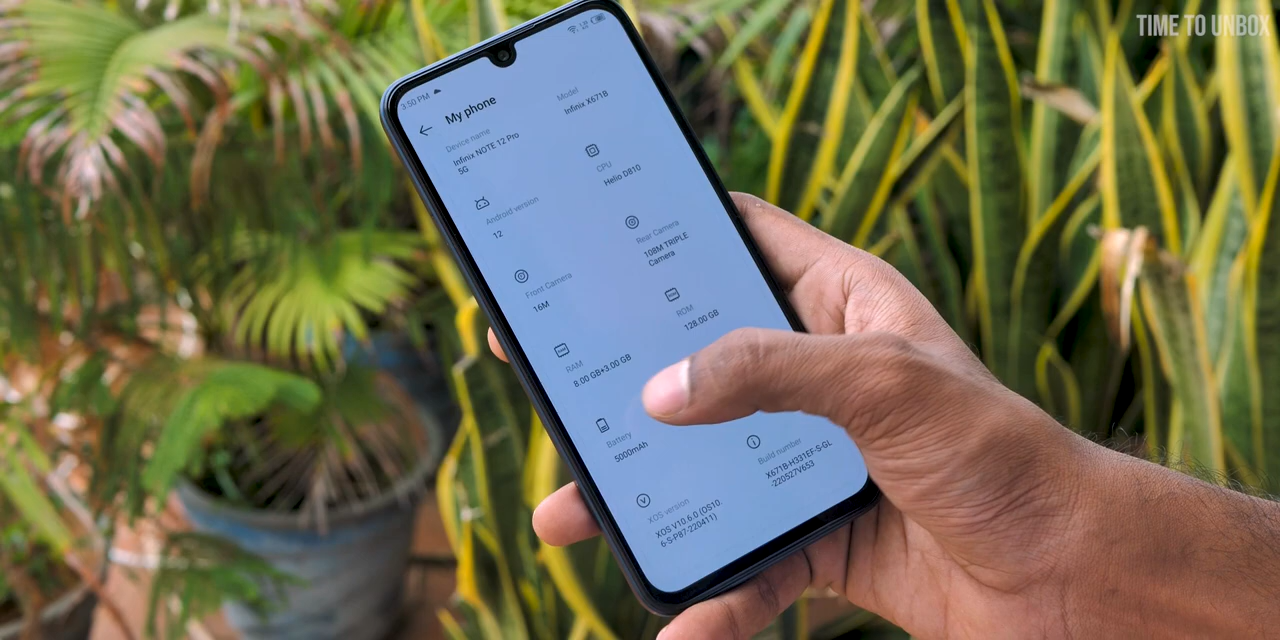 TIME TO UNBOX
3:50 PM
My phone
Device name
Infinix NOTE 12 Pro
5G
Model
Infinix X671B
Android version
12
CPU
Helio D810
Front Camera
16M
Rear Camera
108M TRIPLE
Camera
RAM
8.00 GB+3.00 GB
ROM
128.00 GB
Battery
5000mAh
XOS version
XOS V10.6.0 (OS10.
6-S-P87-220411)
Build number
X671B-H331EF-S-GL
-220527V653